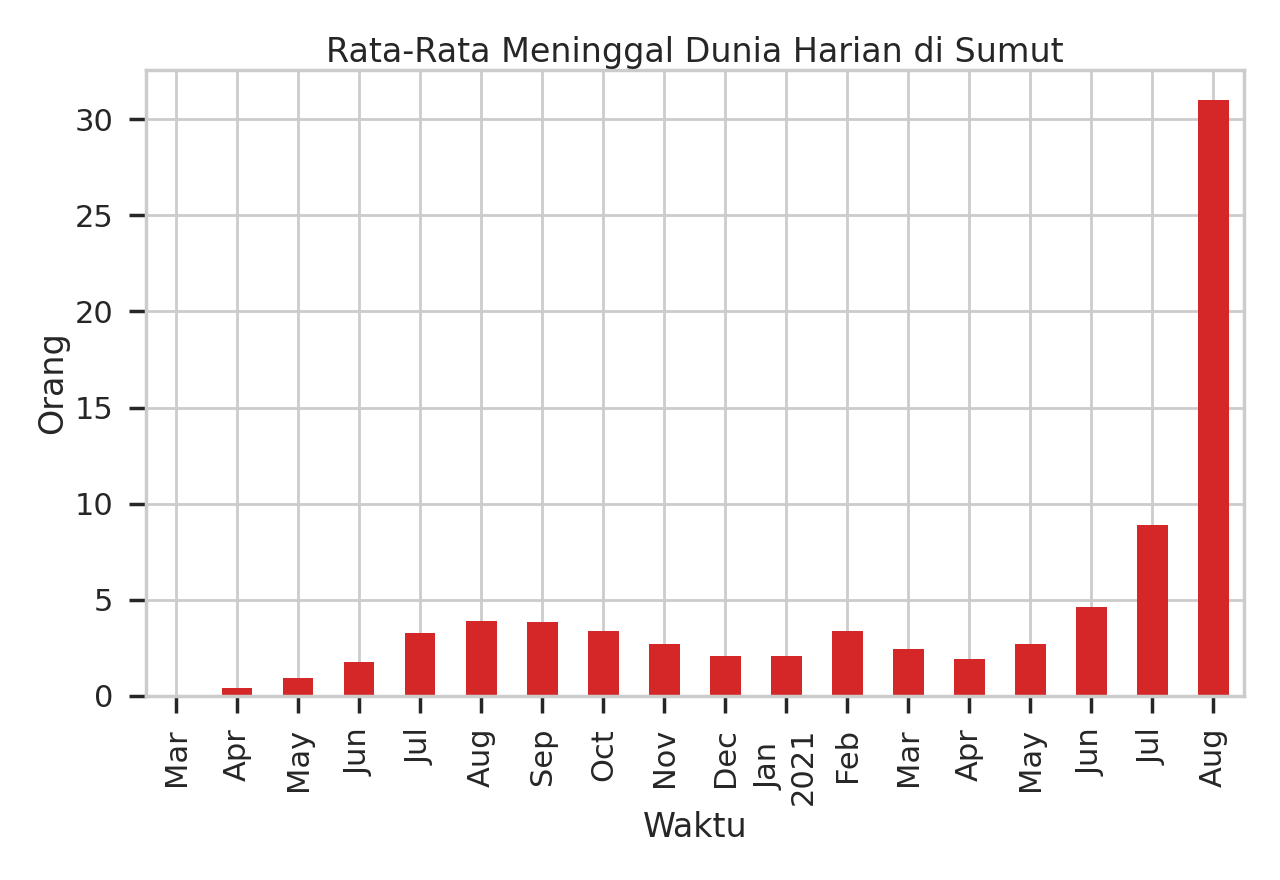 Rata-Rata Meninggal Dunia Harian di Sumut
30
25
20
15
10
5
0
Orang
Mar
Apr
May
Jun
Jul
Aug
Sep
Oct
Nov
Dec
Jan
2021
Feb
Mar
Apr
May
Jun
Jul
Aug
Waktu